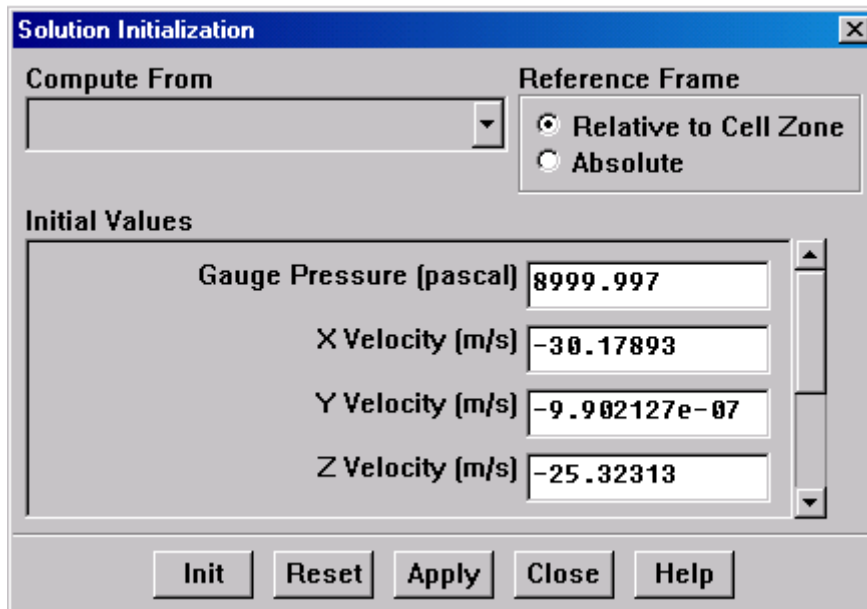 Solution Initialization
Compute From
Reference Frame
Relative to Cell Zone
Absolute
Initial Values
Gauge Pressure (pascal) 8999.997
X Velocity (m/s) -30.17893
Y Velocity (m/s) -9.902127e-07
Z Velocity (m/s) -25.32313
Init Reset Apply Close Help